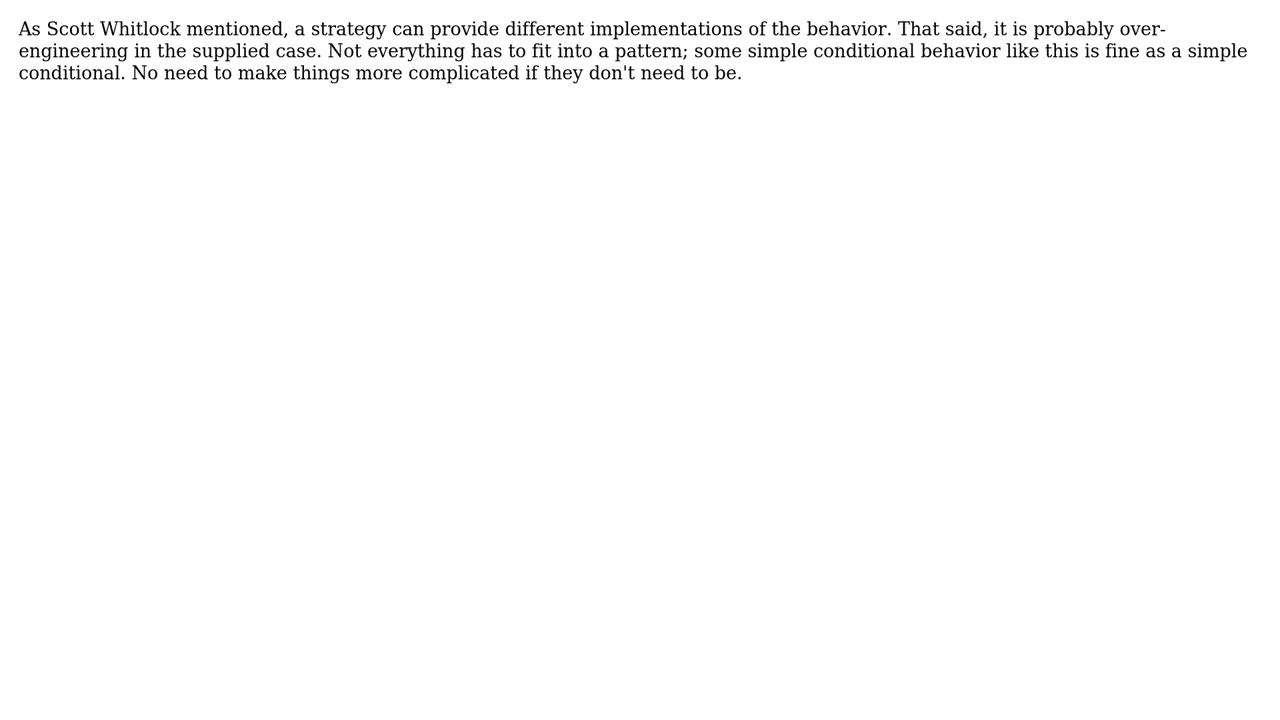 As Scott Whitlock mentioned, a strategy can provide different implementations of the behavior. That said, it is probably over-
engineering in the supplied case. Not everything has to fit into a pattern; some simple conditional behavior like this is fine as a simple
conditional. No need to make things more complicated if they don't need to be.